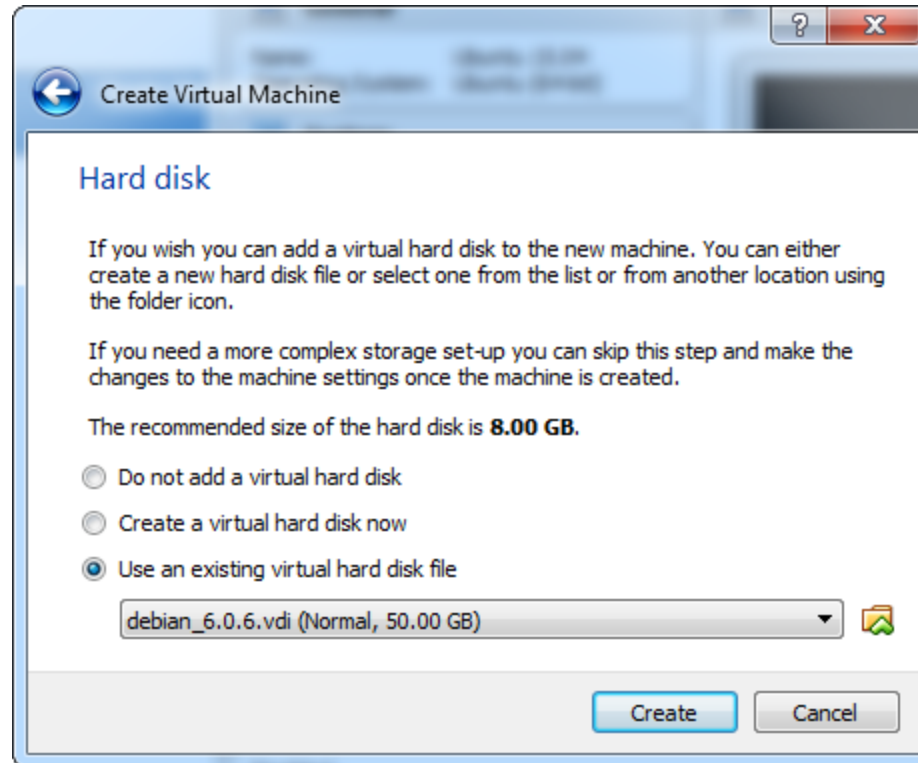 ?
X
Create Virtual Machine
Hard disk
If you wish you can add a virtual hard disk to the new machine. You can either
create a new hard disk file or select one from the list or from another location using
the folder icon.
If you need a more complex storage set-up you can skip this step and make the
changes to the machine settings once the machine is created.
The recommended size of the hard disk is 8.00 GB.
Do not add a virtual hard disk
Create a virtual hard disk now
Use an existing virtual hard disk file
debian_6.0.6.vdi (Normal, 50.00 GB)
Create Cancel